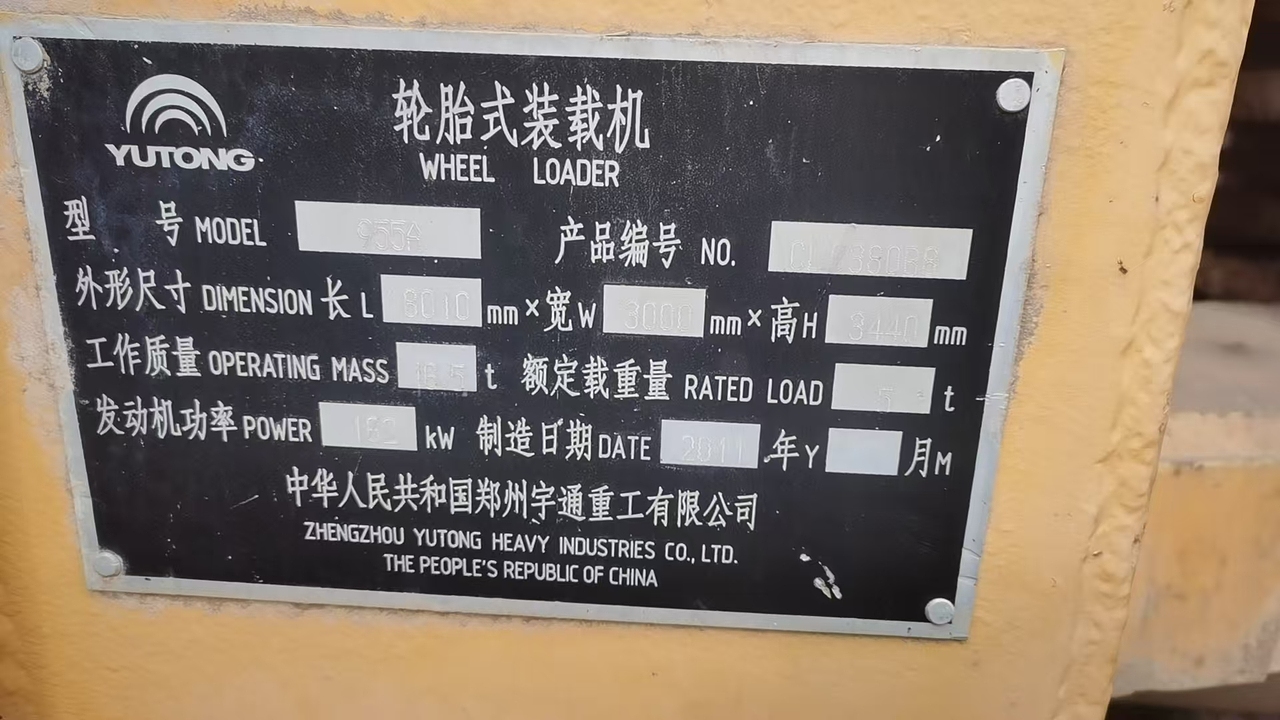 YUTONG
轮胎式装载机
WHEEL LOADER
型 号 MODEL 955A 产品编号 NO.
外形尺寸 DIMENSION 长 L 8010 mm × 宽 W 3000 mm × 高 H 3440 mm
工作质量 OPERATING MASS 16.5 t 额定载重量 RATED LOAD 5 t
发动机功率 POWER 162 kW 制造日期 DATE 2011 年 Y 月 M
中华人民共和国郑州宇通重工有限公司
ZHENGZHOU YUTONG HEAVY INDUSTRIES CO., LTD.
THE PEOPLE'S REPUBLIC OF CHINA